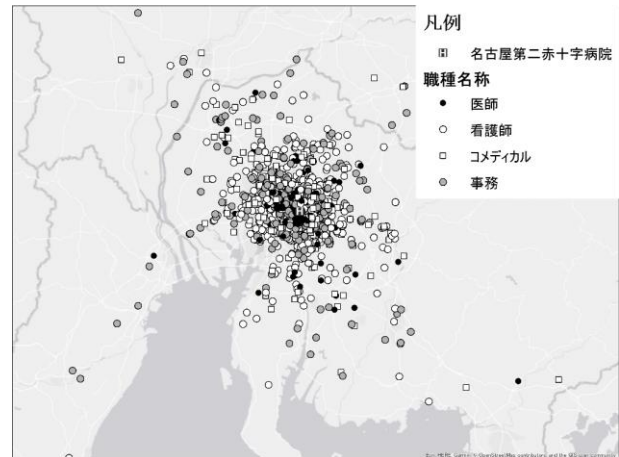 凡例
名古屋第二赤十字病院
職種名称
医師
看護師
コメディカル
事務